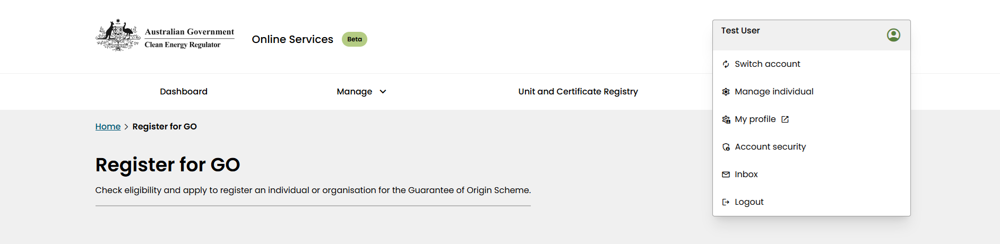 Australian Government
Clean Energy Regulator
Online Services
Beta
Test User
Switch account
Manage individual
My profile
Account security
Inbox
Logout
Dashboard
Manage
Unit and Certificate Registry
Home > Register for GO
Register for GO
Check eligibility and apply to register an individual or organisation for the Guarantee of Origin Scheme.